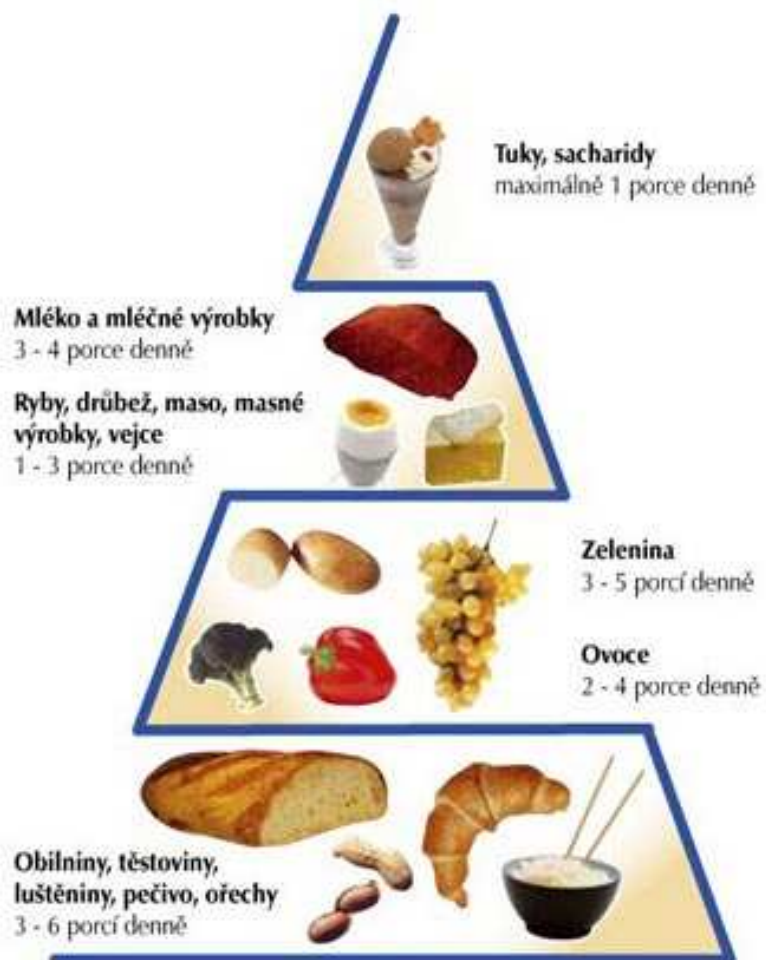 Tuky, sacharidy
maximálně 1 porce denně
Mléko a mléčné výrobky
3 - 4 porce denně
Ryby, drůbež, maso, masné
výrobky, vejce
1 - 3 porce denně
Zelenina
3 - 5 porcí denně
Ovoce
2 - 4 porce denně
Obilniny, těstoviny,
luštěniny, pečivo, ořechy
3 - 6 porcí denně